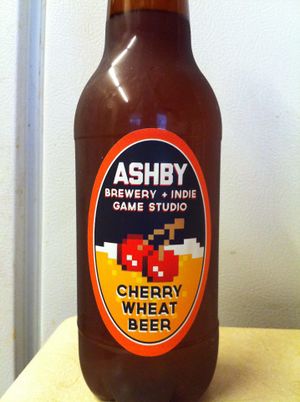 ASHBY
BREWERY + INDIE
GAME STUDIO
CHERRY
WHEAT
BEER